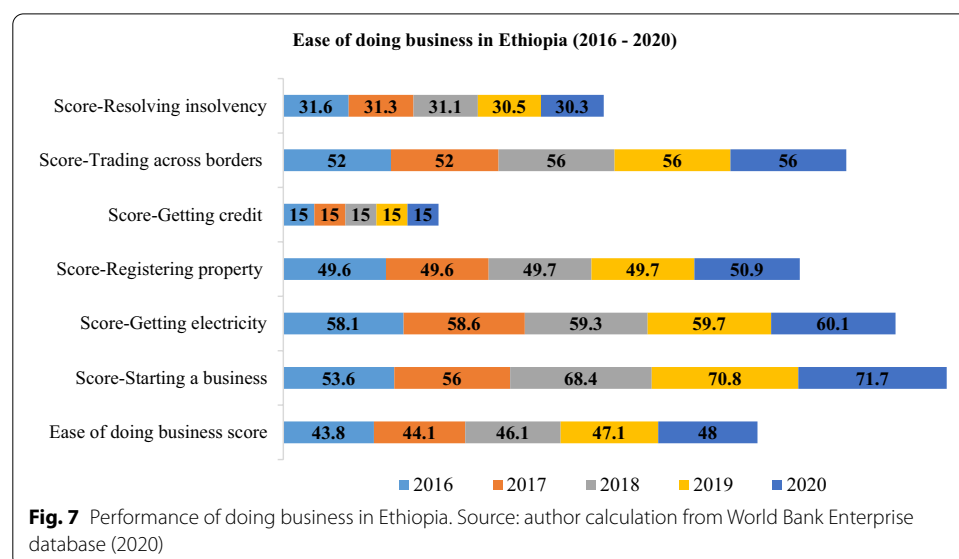 Ease of doing business in Ethiopia (2016 - 2020)
Score-Resolving insolvency 31.6 31.3 31.1 30.5 30.3
Score-Trading across borders 52 52 56 56 56
Score-Getting credit 15 15 15 15 15
Score-Registering property 49.6 49.6 49.7 49.7 50.9
Score-Getting electricity 58.1 58.6 59.3 59.7 60.1
Score-Starting a business 53.6 56 68.4 70.8 71.7
Ease of doing business score 43.8 44.1 46.1 47.1 48
2016 2017 2018 2019 2020
Fig. 7 Performance of doing business in Ethiopia. Source: author calculation from World Bank Enterprise
database (2020)